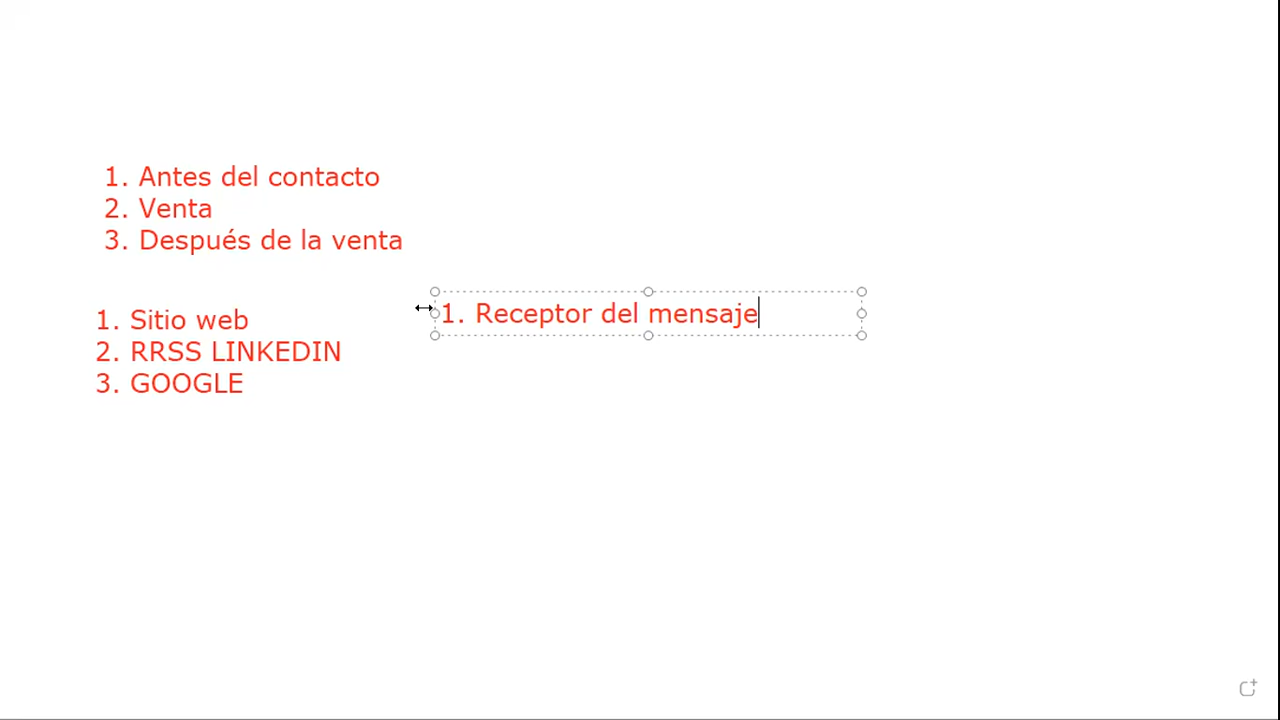 1. Antes del contacto
2. Venta
3. Después de la venta
1. Sitio web
2. RRSS LINKEDIN
3. GOOGLE
1. Receptor del mensaje